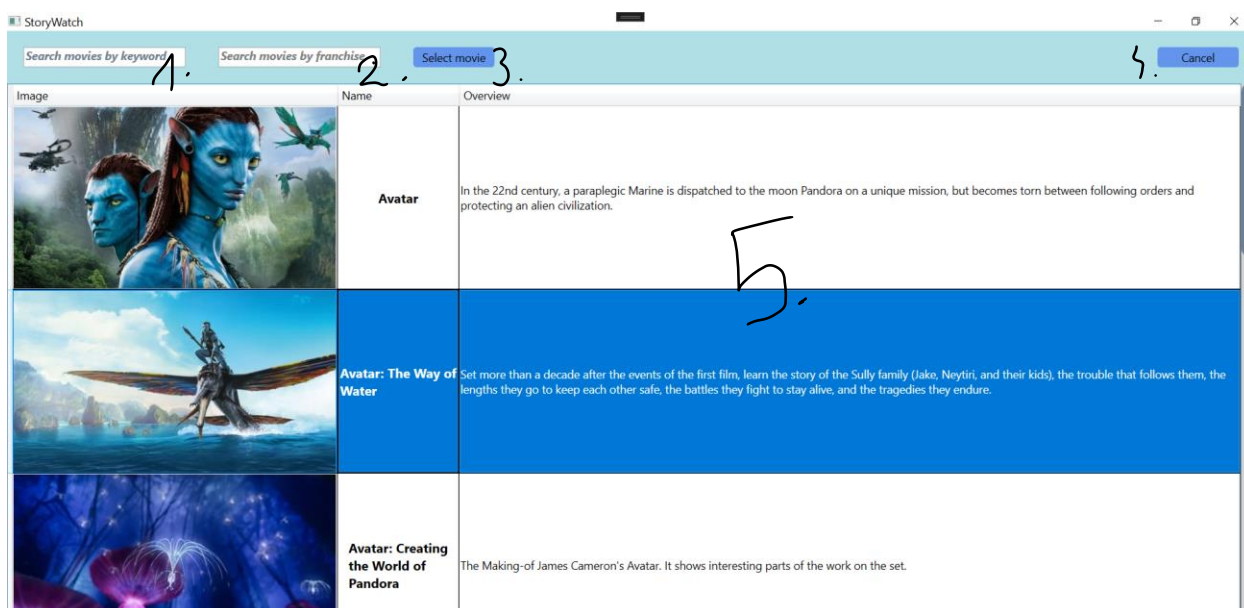 StoryWatch
Search movies by keyword 1.
Search movies by franchise 2.
Select movie 3.
4. Cancel
Image Name Overview
Avatar
In the 22nd century, a paraplegic Marine is dispatched to the moon Pandora on a unique mission, but becomes torn between following orders and
protecting an alien civilization.
5.
Avatar: The Way of
Water
Set more than a decade after the events of the first film, learn the story of the Sully family (Jake, Neytiri, and their kids), the trouble that follows them, the
lengths they go to keep each other safe, the battles they fight to stay alive, and the tragedies they endure.
Avatar: Creating
the World of
Pandora
The Making-of James Cameron's Avatar. It shows interesting parts of the work on the set.